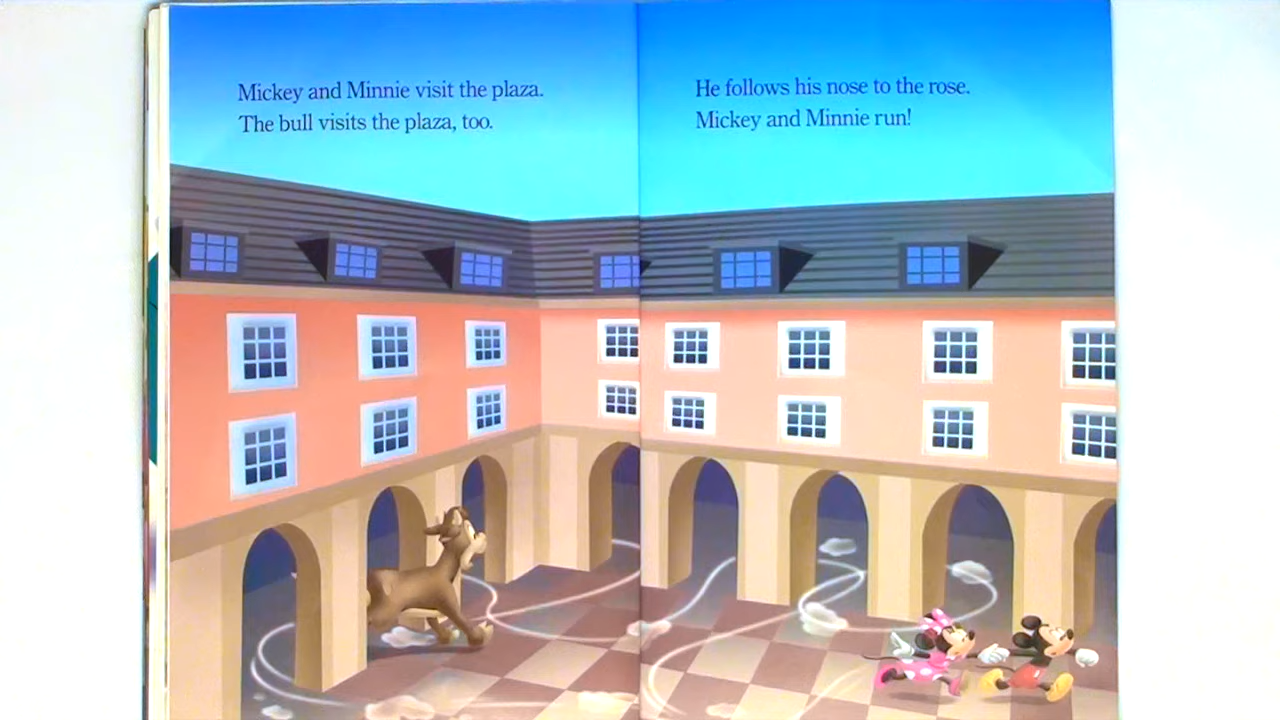 Mickey and Minnie visit the plaza.
The bull visits the plaza, too.
He follows his nose to the rose.
Mickey and Minnie run!